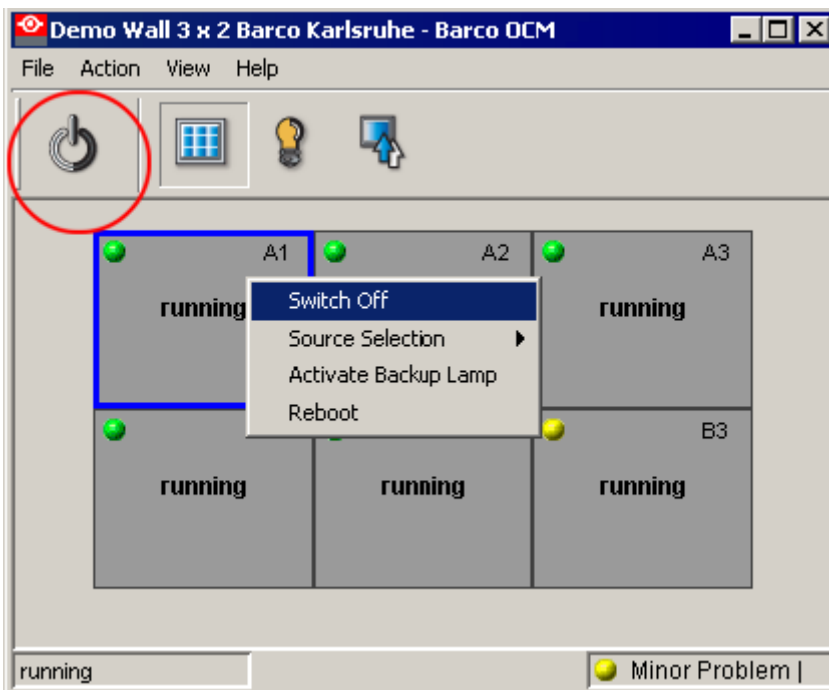 Demo Wall 3 x 2 Barco Karlsruhe - Barco OCM
File Action View Help
A1 A2 A3
running running
Switch Off
Source Selection
Activate Backup Lamp
Reboot
B3
running running running
running Minor Problem |